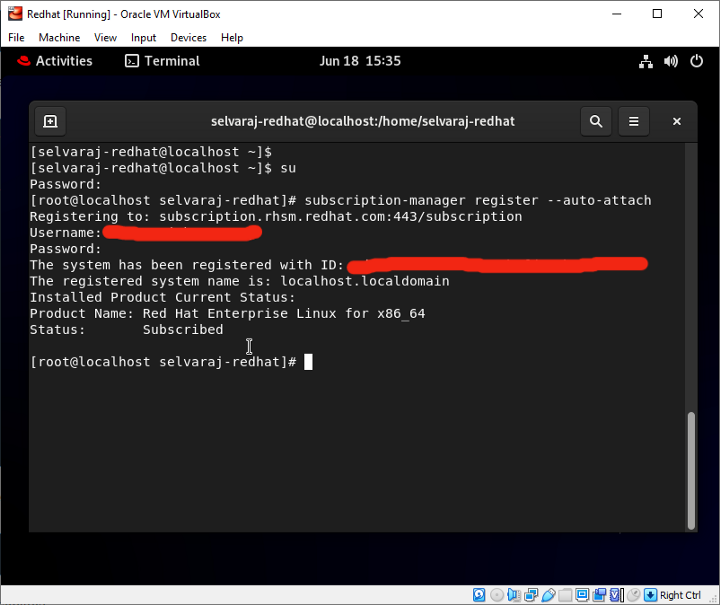 Redhat [Running] - Oracle VM VirtualBox
File Machine View Input Devices Help
Activities Terminal Jun 18 15:35
selvaraj-redhat@localhost:/home/selvaraj-redhat
[selvaraj-redhat@localhost ~]$
[selvaraj-redhat@localhost ~]$ su
Password:
[root@localhost selvaraj-redhat]# subscription-manager register --auto-attach
Registering to: subscription.rhsm.redhat.com:443/subscription
Username:
Password:
The system has been registered with ID:
The registered system name is: localhost.localdomain
Installed Product Current Status:
Product Name: Red Hat Enterprise Linux for x86_64
Status: Subscribed
[root@localhost selvaraj-redhat]#
Right Ctrl